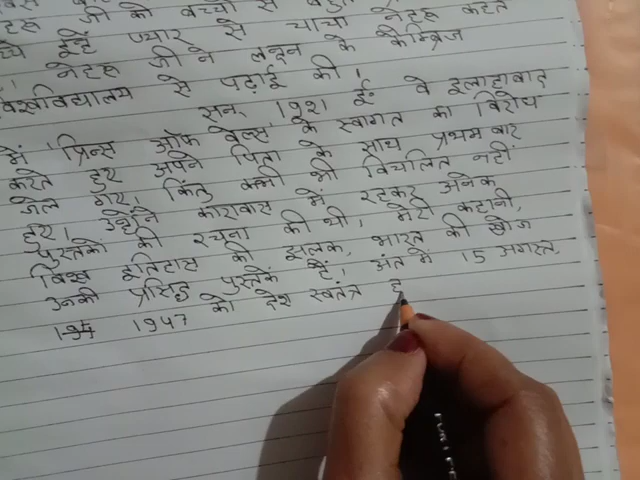 नेहरू जी को बच्चों से
इन्हें प्यार से चाचा नेहरू कहते
नेहरू जी ने लन्दन के कैम्ब्रिज
विश्वविद्यालय से पढ़ाई की।
सन् 1921 ई॰ वे इलाहाबाद
में 'प्रिन्स ऑफ वेल्स' के स्वागत का विरोध
करते हुए अपने पिता के साथ प्रथम बार
जेल गए, किंतु कभी भी विचलित नहीं
हुए। उन्होंने कारावास में रहकर अनेक
पुस्तकों की रचना की थी। मेरी कहानी,
विश्व इतिहास की झलक, भारत की खोज
उनकी प्रसिद्ध पुस्तकें हैं। अंत में 15 अगस्त,
1947 को देश स्वतंत्र ह